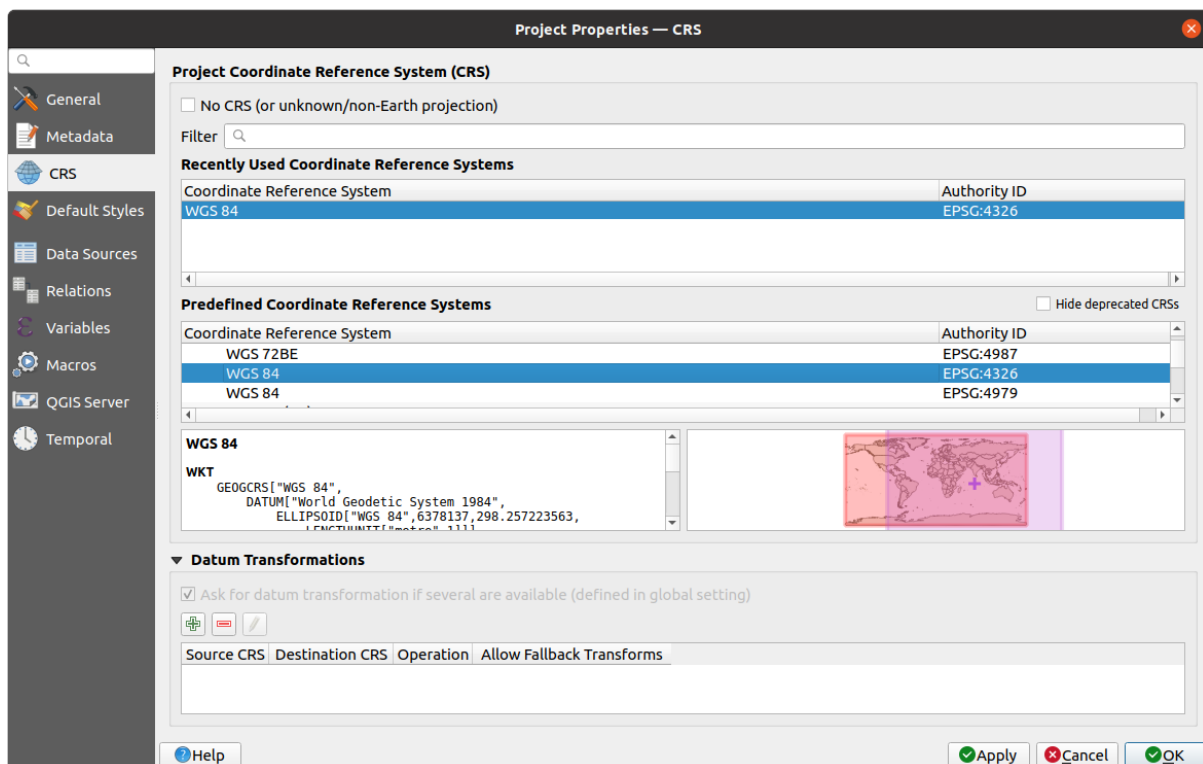 Project Properties — CRS
General
Metadata
CRS
Default Styles
Data Sources
Relations
Variables
Macros
QGIS Server
Temporal
Project Coordinate Reference System (CRS)
No CRS (or unknown/non-Earth projection)
Filter
Recently Used Coordinate Reference Systems
Coordinate Reference System Authority ID
WGS 84 EPSG:4326
Predefined Coordinate Reference Systems Hide deprecated CRSs
Coordinate Reference System Authority ID
WGS 72BE EPSG:4987
WGS 84 EPSG:4326
WGS 84 EPSG:4979
WGS 84
WKT
GEOGCRS["WGS 84",
DATUM["World Geodetic System 1984",
ELLIPSOID["WGS 84",6378137,298.257223563,
LENGTHUNIT["metre",1]]]
Datum Transformations
Ask for datum transformation if several are available (defined in global setting)
Source CRS Destination CRS Operation Allow Fallback Transforms
Help Apply Cancel OK